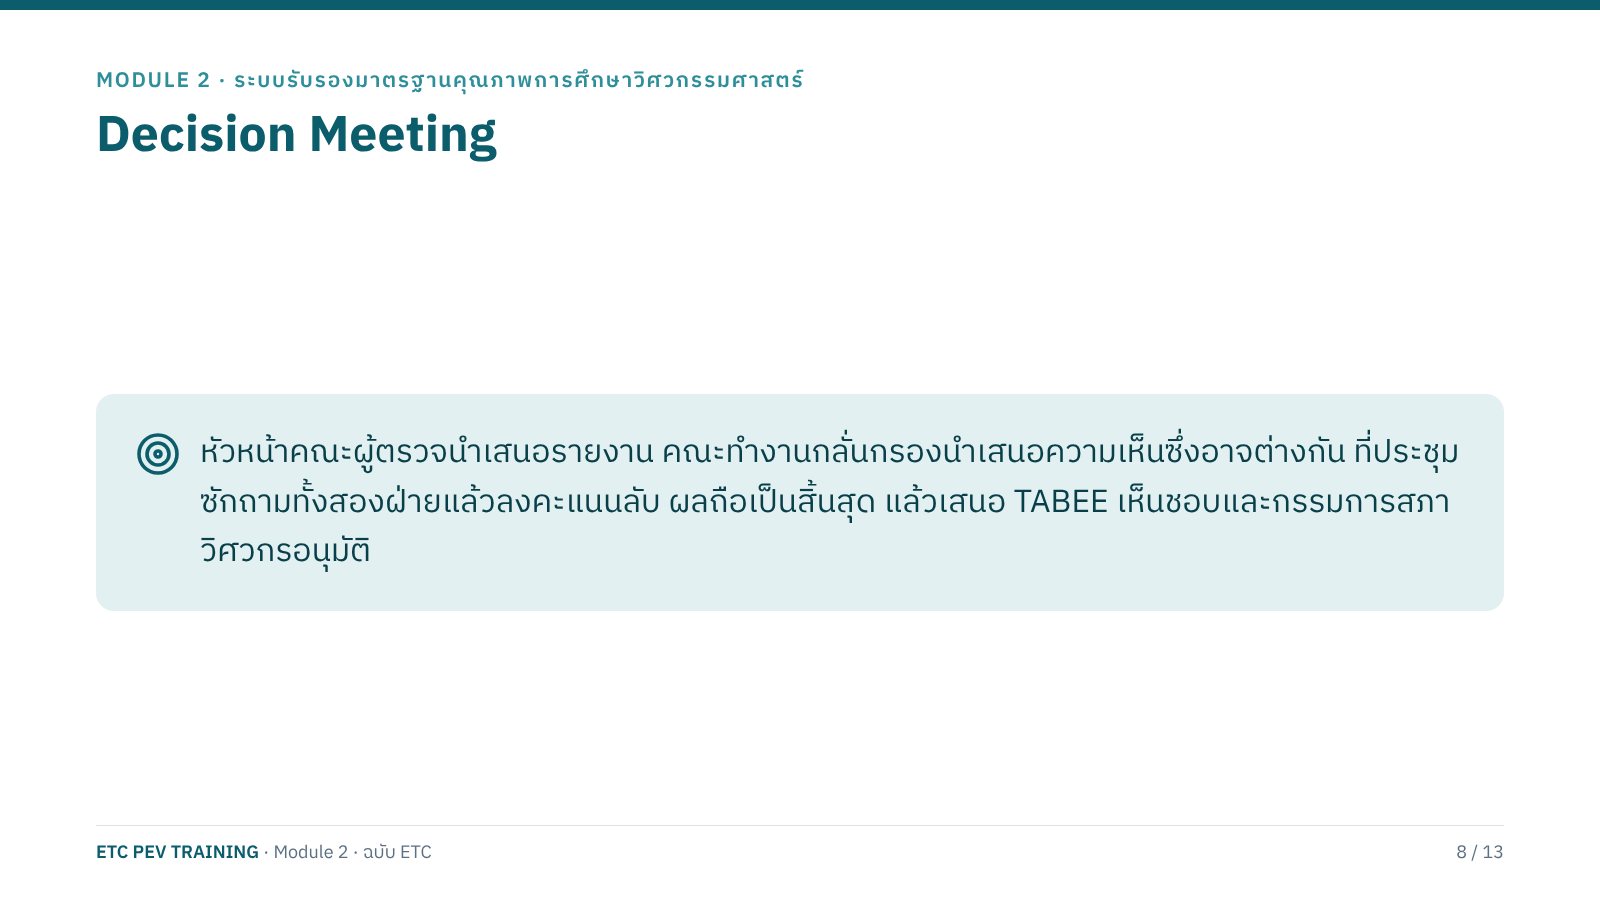 MODULE 2 · ระบบรับรองมาตรฐานคุณภาพการศึกษาวิศวกรรมศาสตร์
Decision Meeting
หัวหน้าคณะผู้ตรวจนำเสนอรายงาน คณะทำงานกลั่นกรองนำเสนอความเห็นซึ่งอาจต่างกัน ที่ประชุม
ซักถามทั้งสองฝ่ายแล้วลงคะแนนลับ ผลถือเป็นสิ้นสุด แล้วเสนอ TABEE เห็นชอบและกรรมการสภา
วิศวกรอนุมัติ
ETC PEV TRAINING · Module 2 · ฉบับ ETC
8 / 13